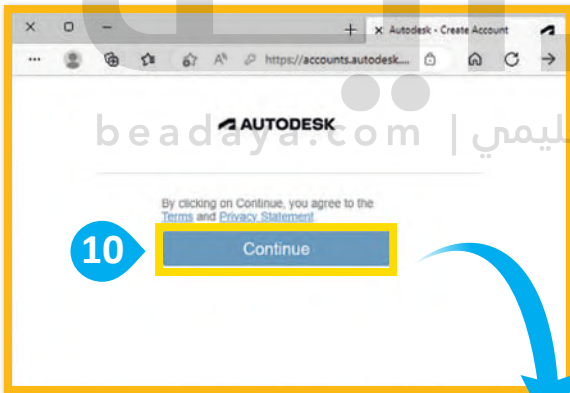 Autodesk - Create Account
https://accounts.autodesk....
AUTODESK
beadaya.com |
By clicking on Continue, you agree to the
Terms and Privacy Statement.
10
Continue